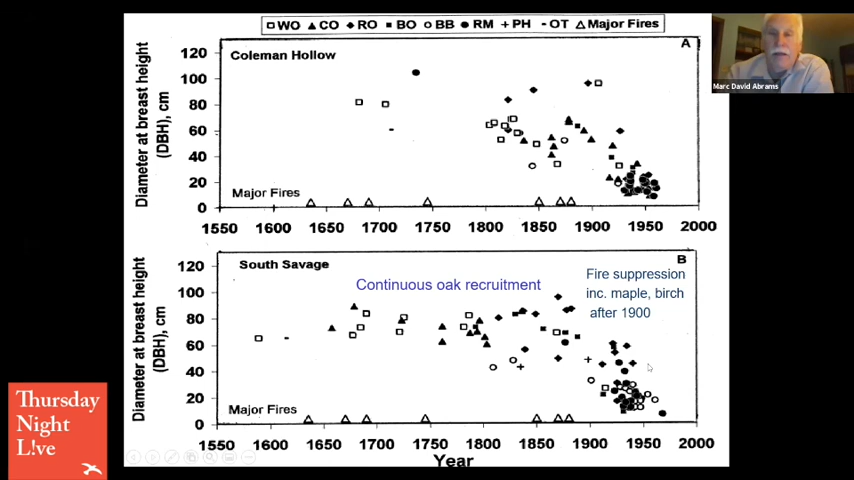 WO CO RO BO BB RM PH OT Major Fires
Marc David Abrams
Coleman Hollow
A
Diameter at breast height
(DBH), cm
120
100
80
60
40
20
0
Major Fires
1550 1600 1650 1700 1750 1800 1850 1900 1950 2000
South Savage
B
Continuous oak recruitment
Fire suppression
inc. maple, birch
after 1900
Diameter at breast height
(DBH), cm
120
100
80
60
40
20
0
Major Fires
1550 1600 1650 1700 1750 1800 1850 1900 1950 2000
Year
Thursday
Night
L!ve